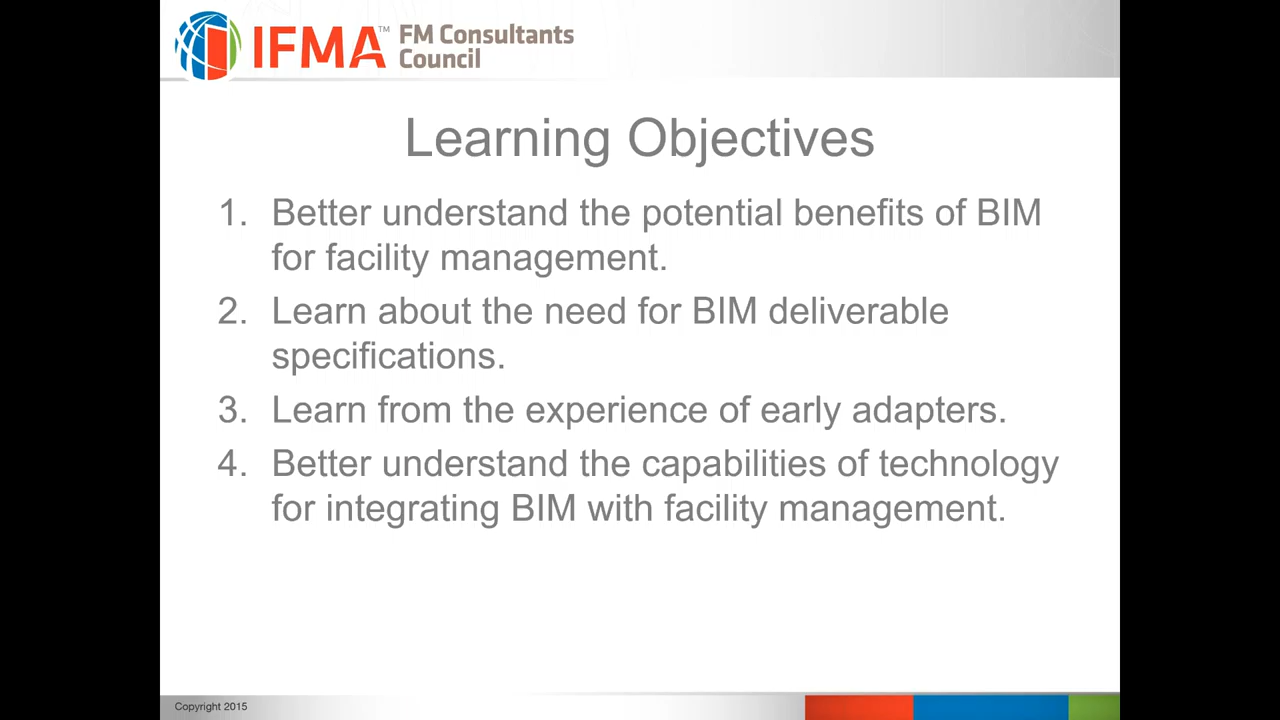 IFMA™ FM Consultants
Council
Learning Objectives
1. Better understand the potential benefits of BIM
for facility management.
2. Learn about the need for BIM deliverable
specifications.
3. Learn from the experience of early adapters.
4. Better understand the capabilities of technology
for integrating BIM with facility management.
Copyright 2015